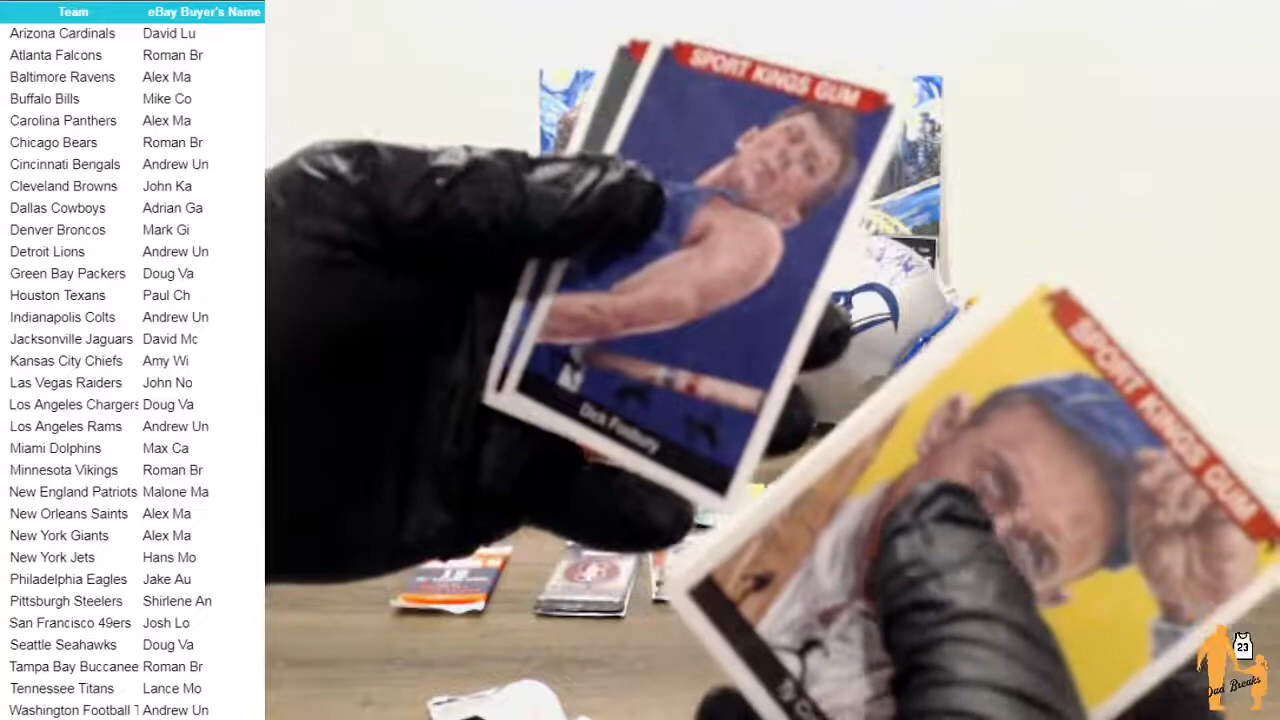 Team eBay Buyer's Name
Arizona Cardinals David Lu
Atlanta Falcons Roman Br
Baltimore Ravens Alex Ma
Buffalo Bills Mike Co
Carolina Panthers Alex Ma
Chicago Bears Roman Br
Cincinnati Bengals Andrew Un
Cleveland Browns John Ka
Dallas Cowboys Adrian Ga
Denver Broncos Mark Gi
Detroit Lions Andrew Un
Green Bay Packers Doug Va
Houston Texans Paul Ch
Indianapolis Colts Andrew Un
Jacksonville Jaguars David Mc
Kansas City Chiefs Amy Wi
Las Vegas Raiders John No
Los Angeles Chargers Doug Va
Los Angeles Rams Andrew Un
Miami Dolphins Max Ca
Minnesota Vikings Roman Br
New England Patriots Malone Ma
New Orleans Saints Alex Ma
New York Giants Alex Ma
New York Jets Hans Mo
Philadelphia Eagles Jake Au
Pittsburgh Steelers Shirlene An
San Francisco 49ers Josh Lo
Seattle Seahawks Doug Va
Tampa Bay Buccanee Roman Br
Tennessee Titans Lance Mo
Washington Football Andrew Un
SPORT KINGS GUM
Dick Fosbury
SPORT KINGS GUM
23
Dad Breaks